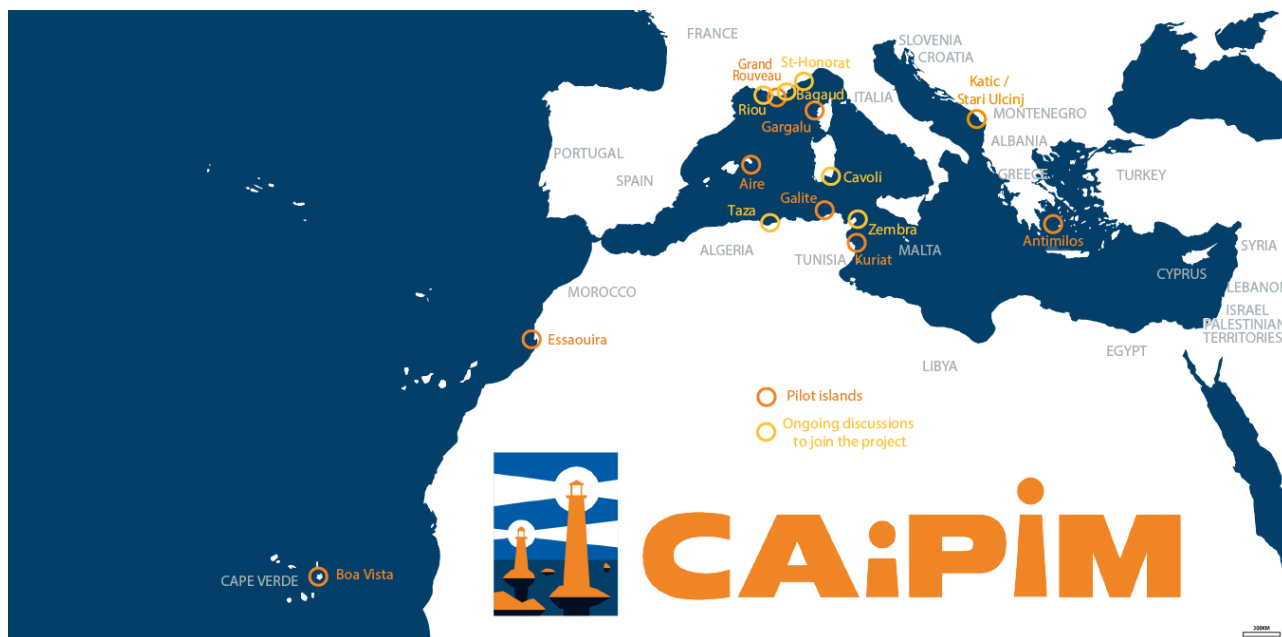 FRANCE
SLOVENIA
CROATIA
St-Honorat
Grand
Rouveau
Bagaud
Riou
Gargalu
ITALIA
Katic /
Stari Ulcinj
MONTENEGRO
ALBANIA
PORTUGAL
SPAIN
Aire
Cavoli
GREECE
TURKEY
Galite
Taza
Zembra
Antimilos
ALGERIA
TUNISIA
Kuriat
MALTA
SYRIA
CYPRUS
LEBANON
MOROCCO
ISRAEL
PALESTINIAN
TERRITORIES
Essaouira
EGYPT
LIBYA
Pilot islands
Ongoing discussions
to join the project
CAiPiM
CAPE VERDE
Boa Vista
200KM